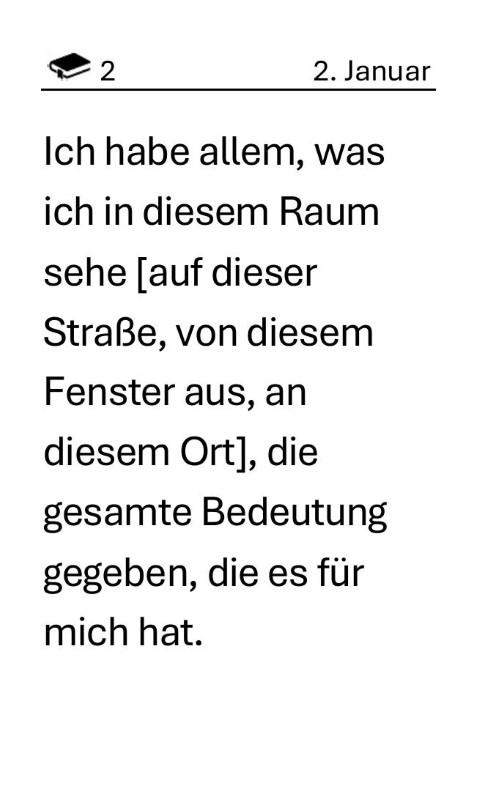 2 2. Januar
Ich habe allem, was
ich in diesem Raum
sehe [auf dieser
Straße, von diesem
Fenster aus, an
diesem Ort], die
gesamte Bedeutung
gegeben, die es für
mich hat.